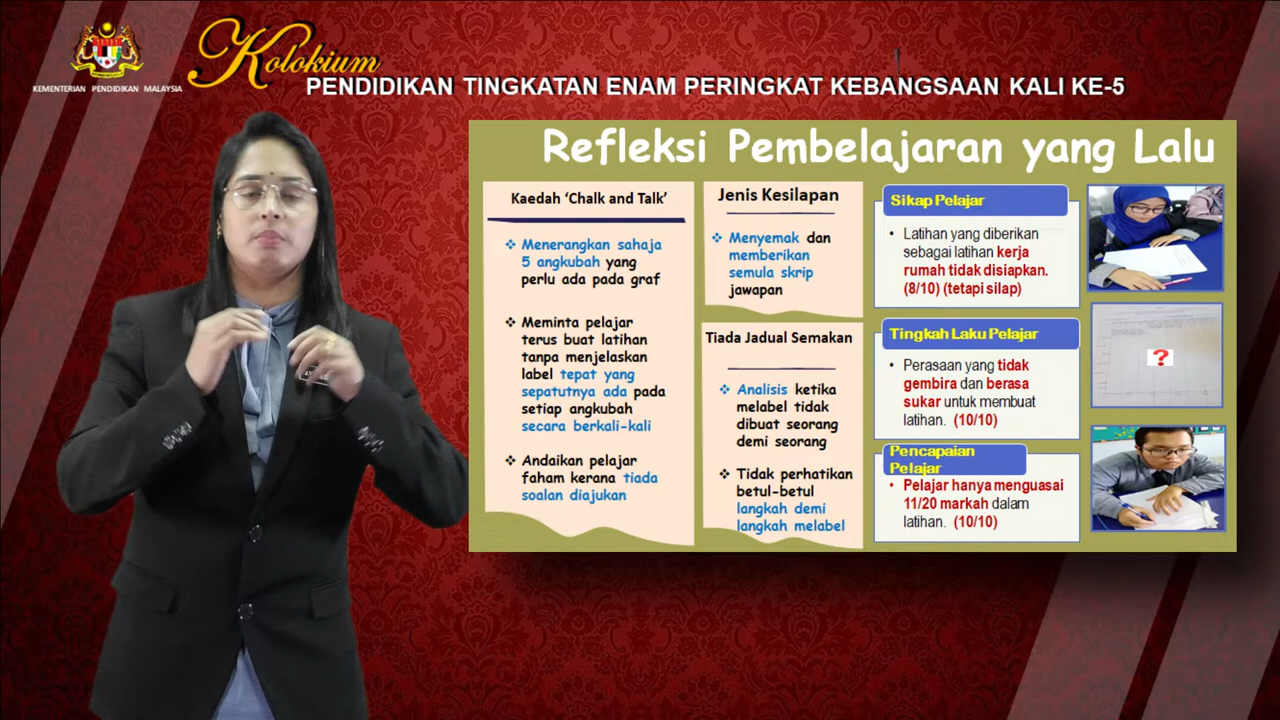 Kolokium
KEMENTERIAN PENDIDIKAN MALAYSIA
PENDIDIKAN TINGKATAN ENAM PERINGKAT KEBANGSAAN KALI KE-5
Refleksi Pembelajaran yang Lalu
Kaedah ‘Chalk and Talk’
❖ Menerangkan sahaja
5 angkubah yang
perlu ada pada graf
❖ Meminta pelajar
terus buat latihan
tanpa menjelaskan
label tepat yang
sepatutnya ada pada
setiap angkubah
secara berkali-kali
❖ Andaikan pelajar
faham kerana tiada
soalan diajukan
Jenis Kesilapan
❖ Menyemak dan
memberikan
semula skrip
jawapan
Tiada Jadual Semakan
❖ Analisis ketika
melabel tidak
dibuat seorang
demi seorang
❖ Tidak perhatikan
betul-betul
langkah demi
langkah melabel
Sikap Pelajar
• Latihan yang diberikan
sebagai latihan kerja
rumah tidak disiapkan.
(8/10) (tetapi silap)
Tingkah Laku Pelajar
• Perasaan yang tidak
gembira dan berasa
sukar untuk membuat
latihan. (10/10)
Pencapaian
Pelajar
• Pelajar hanya menguasai
11/20 markah dalam
latihan. (10/10)
?